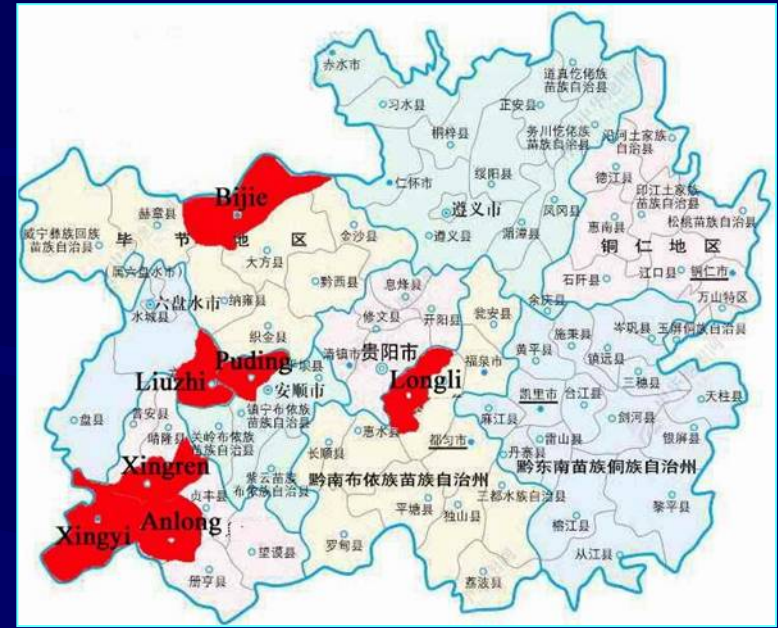 赤水市
习水县
道真仡佬族
苗族自治县
正安县
务川仡佬族
苗族自治县
沿河土家族
自治县
桐梓县
绥阳县
德江县
印江土家族
苗族自治县
仁怀市
遵义市
凤冈县
松桃苗族自治县
Bijie
赫章县
威宁彝族回族
苗族自治县
毕节地区
金沙县
遵义县
湄潭县
惠南县
铜仁地区
大方县
(属六盘水市)
黔西县
息烽县
石阡县
江口县
铜仁市
万山特区
六盘水市
纳雍县
水城县
修文县
开阳县
瓮安县
余庆县
施秉县
岑巩县
玉屏侗族自治县
织金县
清镇市
贵阳市
福泉市
黄平县
镇远县
三穗县
天柱县
Puding
坝县
Liuzhi
安顺市
Longli
凯里市
台江县
剑河县
盘县
普安县
镇宁布依族
苗族自治县
麻江县
晴隆县
关岭布依族
苗族自治县
惠水县
长顺县
都匀市
雷山县
银屏县
丹寨县
Xingren
紫云苗族
布依族自治县
黔南布依族苗族自治州
黔东南苗族侗族自治州
贞丰县
三都水族自治县
黎平县
平塘县
独山县
榕江县
Xingyi
Anlong
望谟县
罗甸县
从江县
册亨县
荔波县